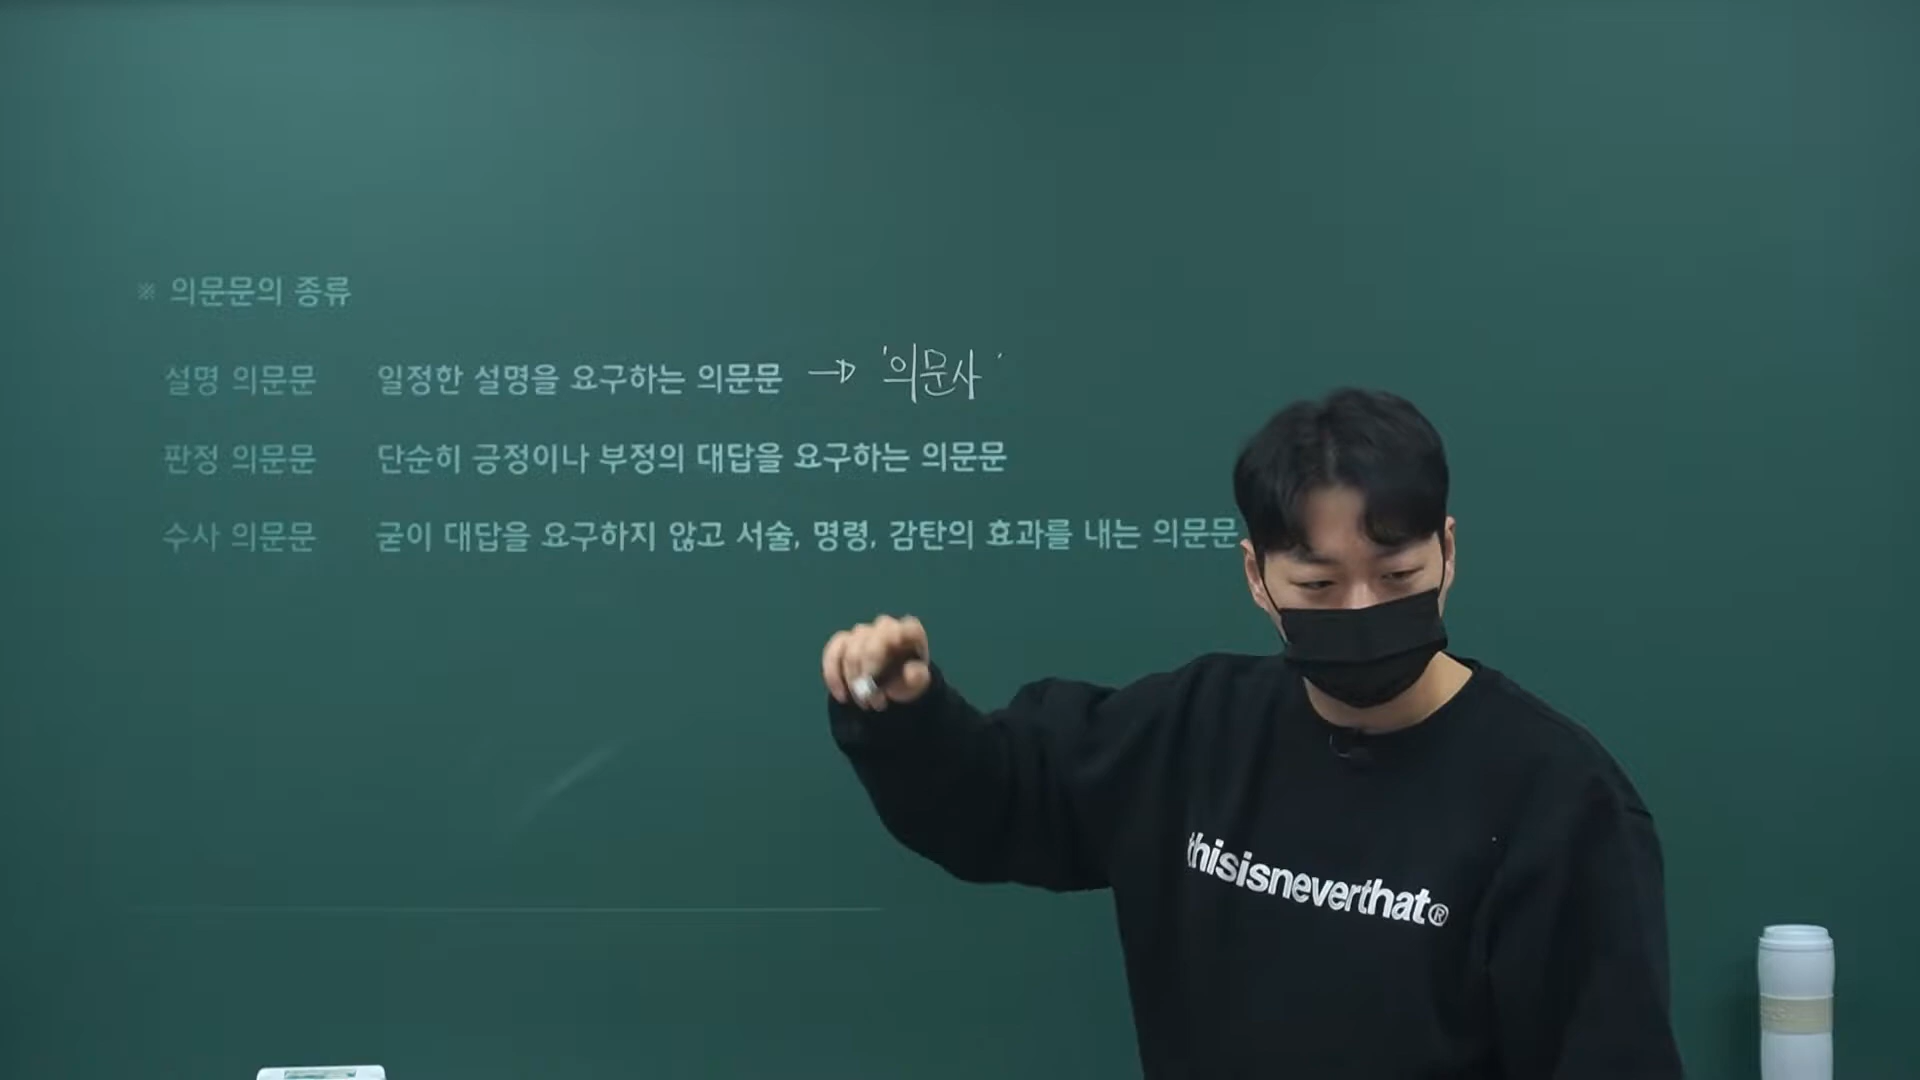 ※ 의문문의 종류
설명 의문문 일정한 설명을 요구하는 의문문 → '의문사'
판정 의문문 단순히 긍정이나 부정의 대답을 요구하는 의문문
수사 의문문 굳이 대답을 요구하지 않고 서술, 명령, 감탄의 효과를 내는 의문문
thisisneverthat®